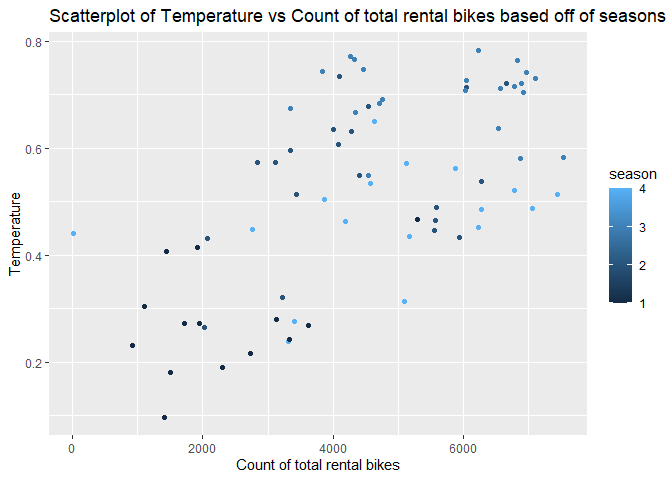 Scatterplot of Temperature vs Count of total rental bikes based off of seasons
0.8
0.6
0.4
0.2
Temperature
0 2000 4000 6000
Count of total rental bikes
season
4
3
2
1